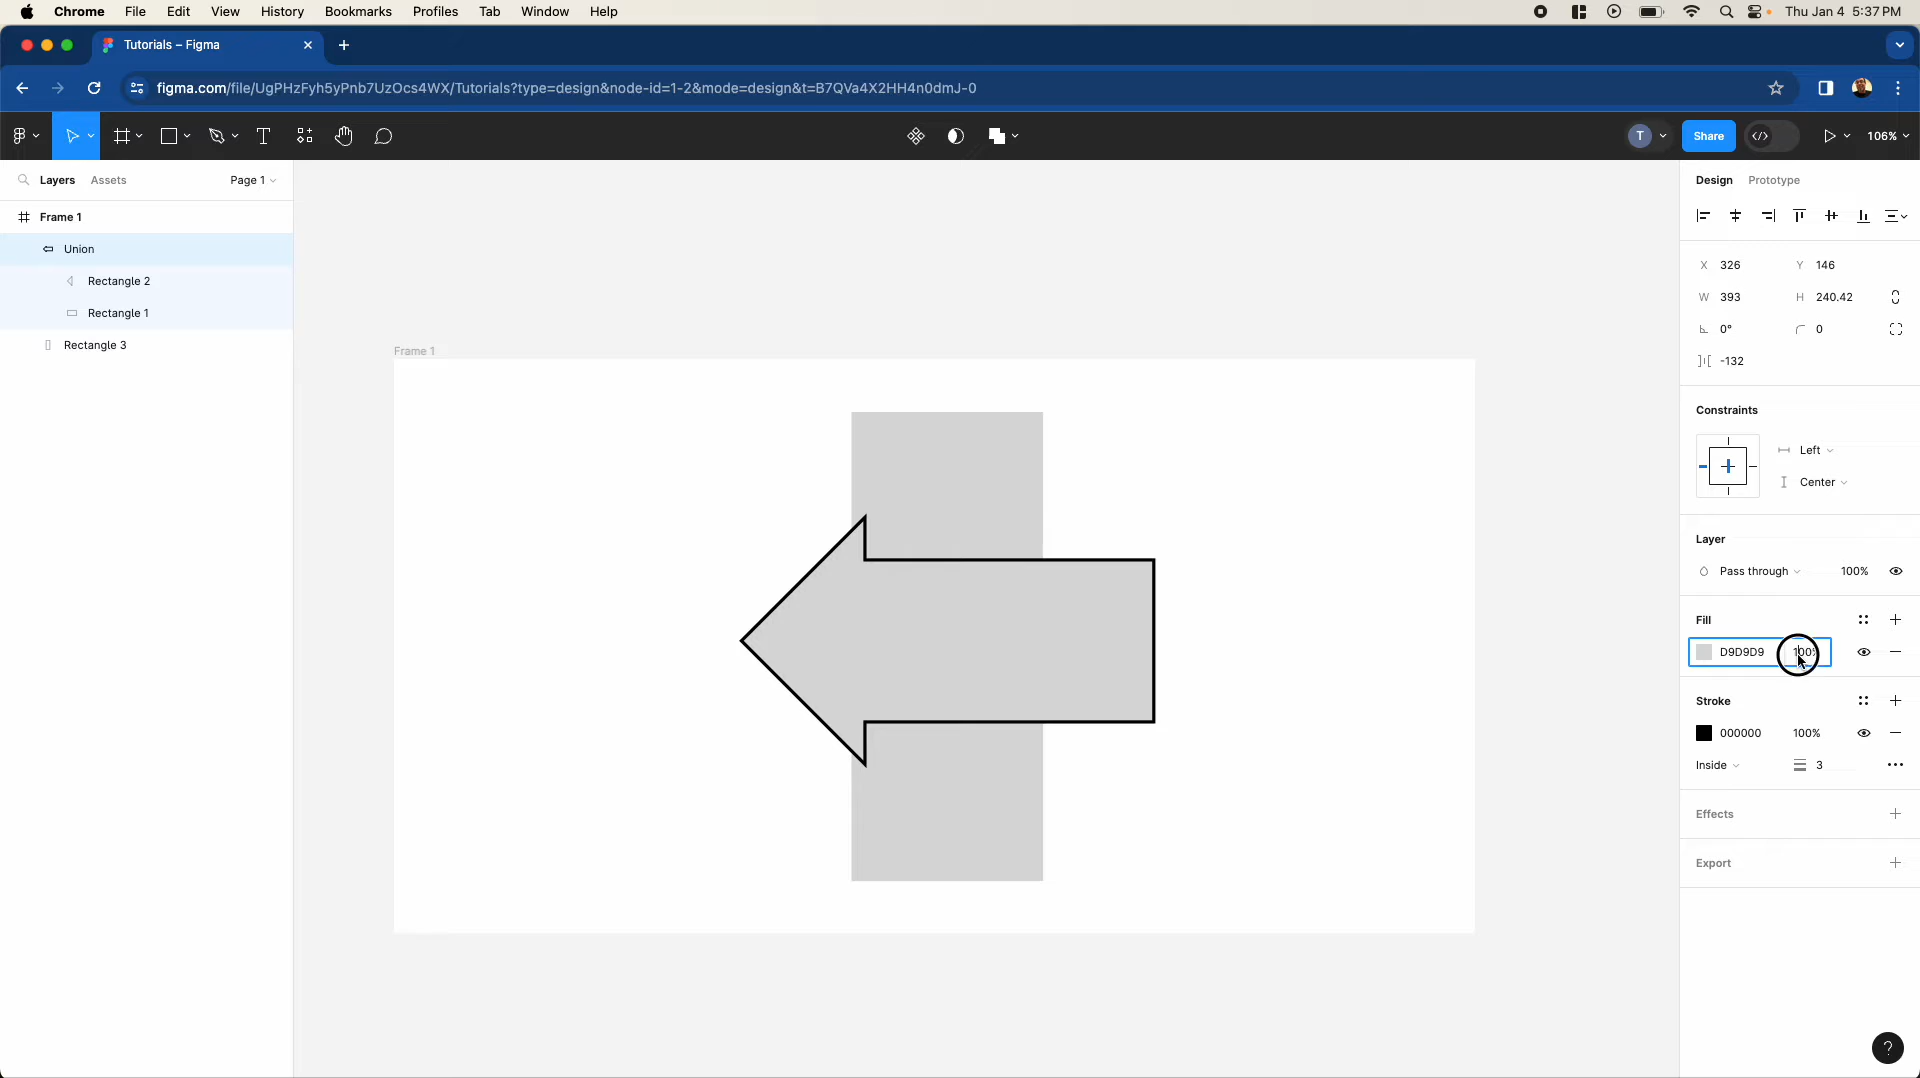 Chrome File Edit View History Bookmarks Profiles Tab Window Help Thu Jan 4 5:37 PM
Tutorials – Figma
figma.com/file/UgPHzFyh5yPnb7UzOcs4WX/Tutorials?type=design&node-id=1-2&mode=design&t=B7QVa4X2HH4n0dmJ-0
T Share 106%
Layers Assets Page 1
Design Prototype
Frame 1
Union
Rectangle 2
Rectangle 1
Rectangle 3
Frame 1
X 326 Y 146
W 393 H 240.42
0° 0
-132
Constraints
Left
Center
Layer
Pass through 100%
Fill
D9D9D9 100%
Stroke
000000 100%
Inside 3
Effects
Export
?